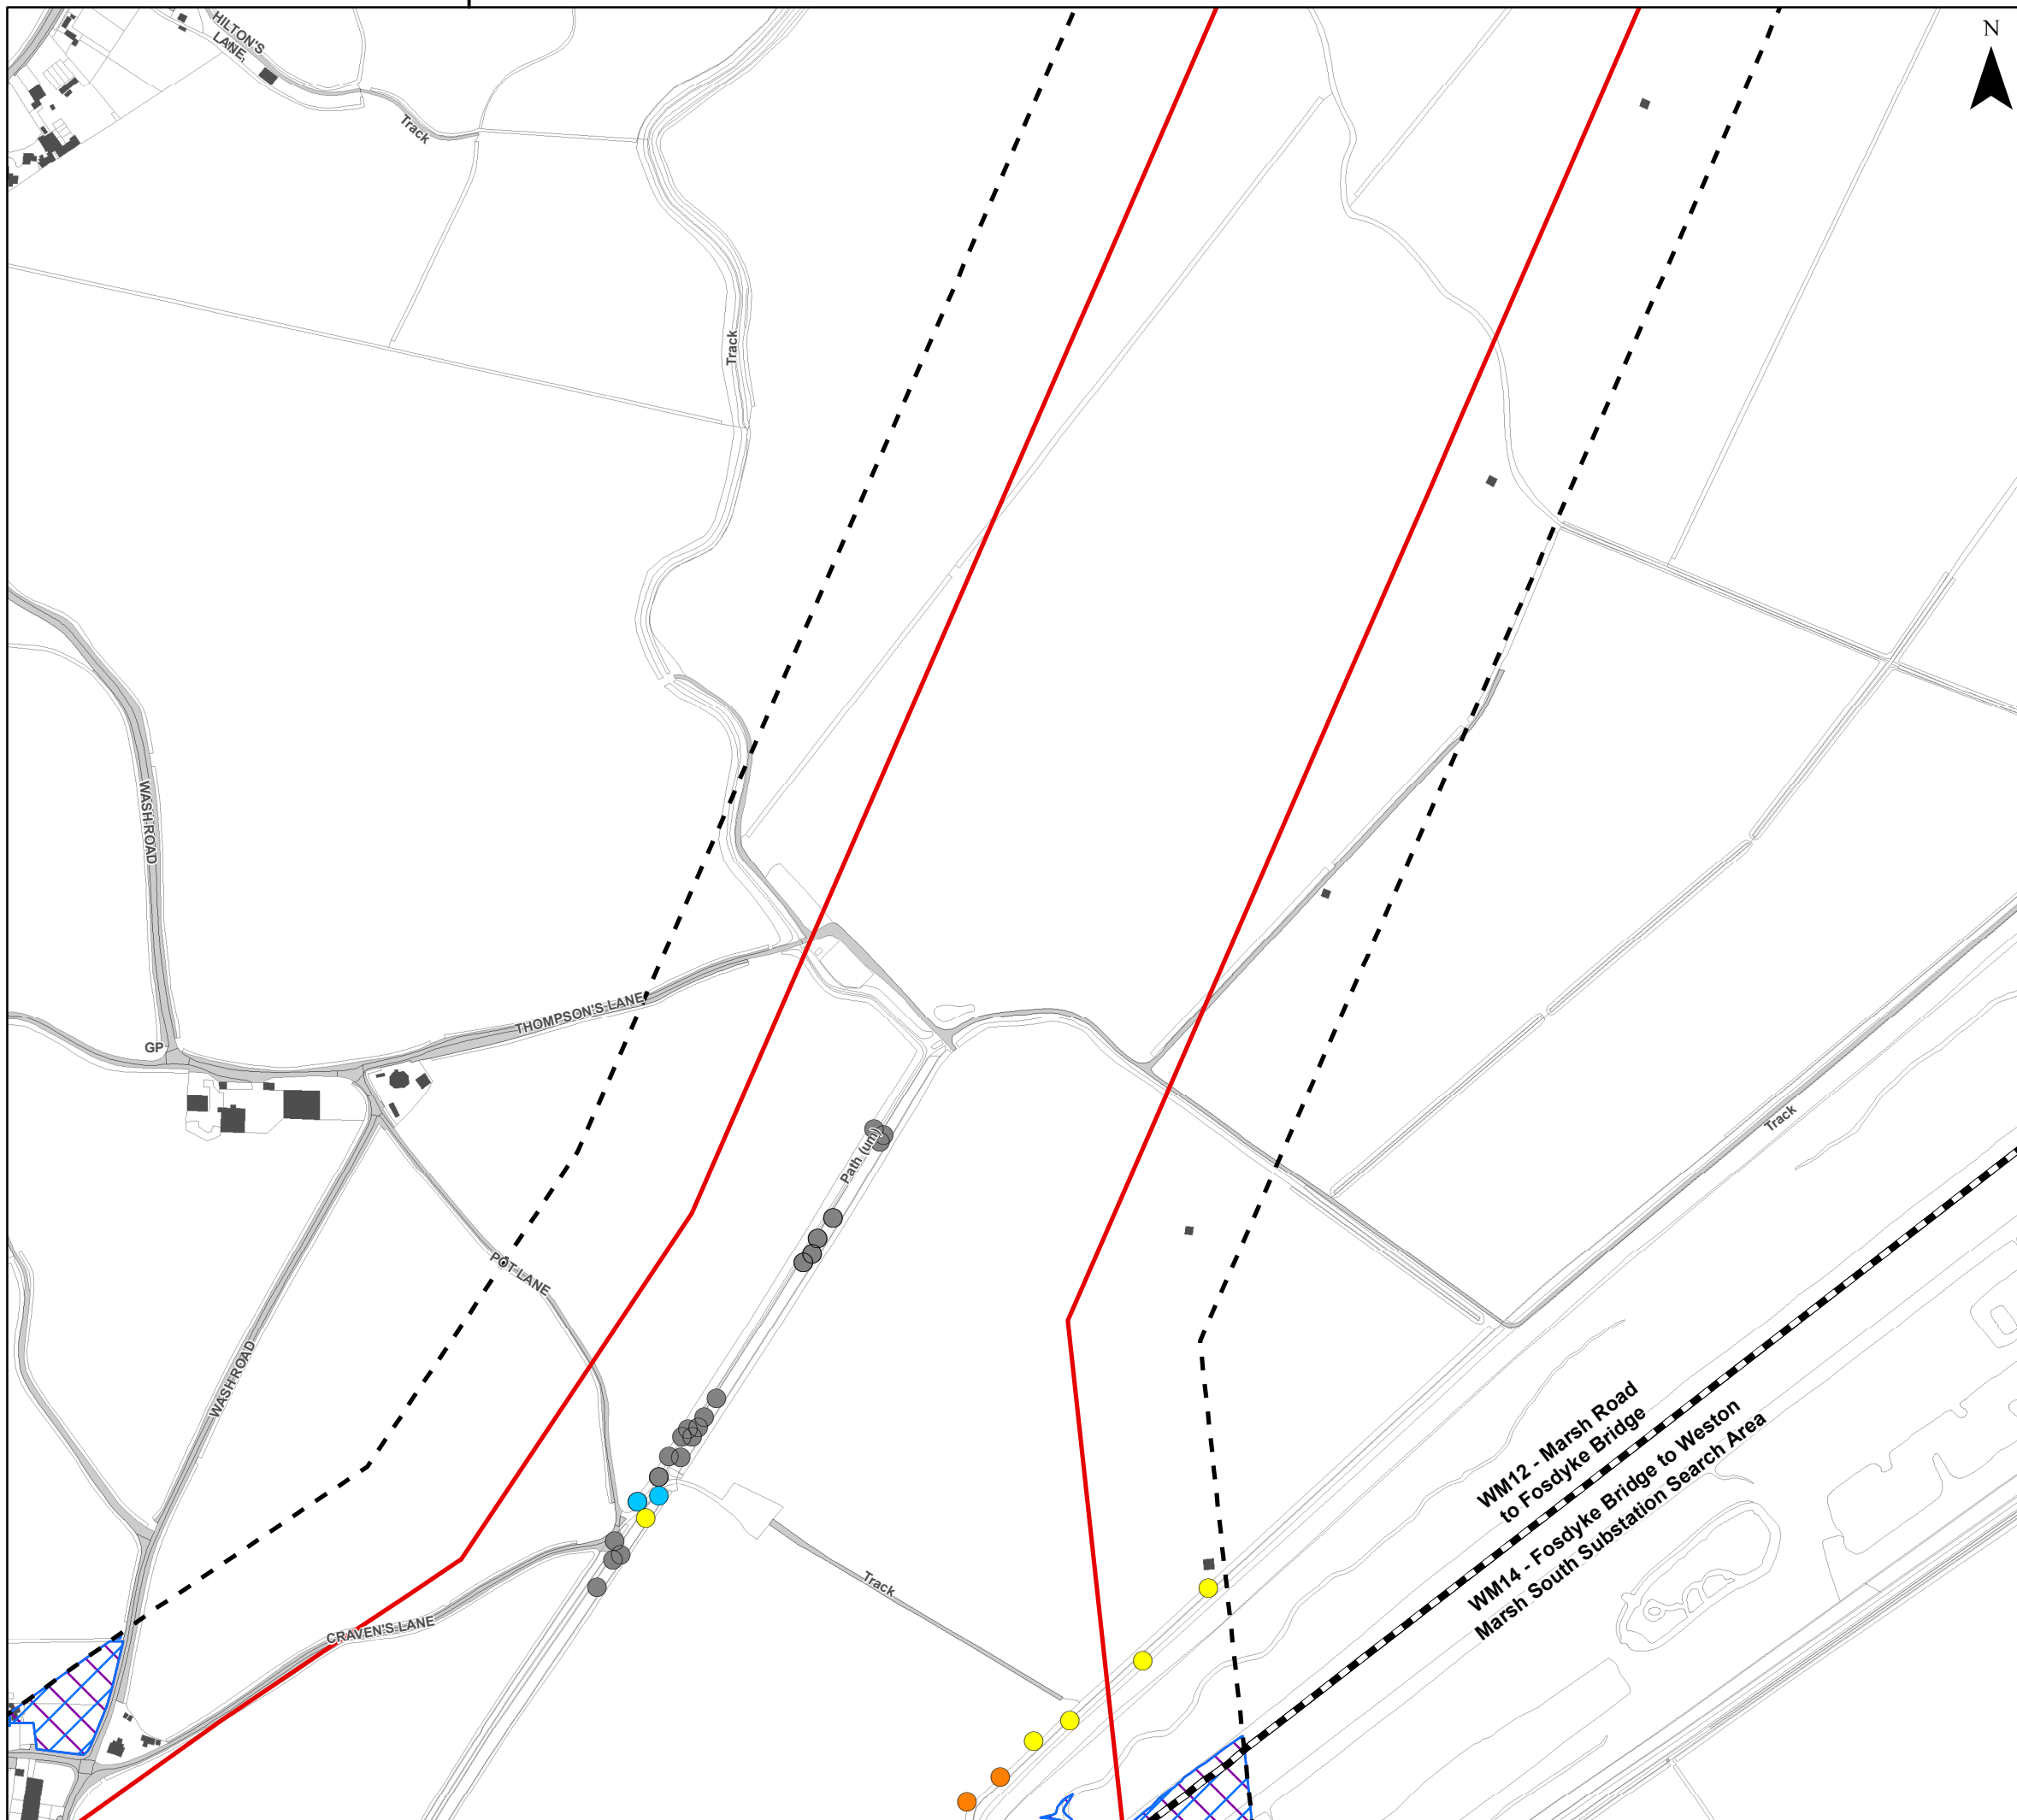 HILTON'S
LANE,
N
Track
Track
WASH ROAD
THOMPSON'S LANE
GP
Track
Path (um)
POT LANE
WASH ROAD
WM12 - Marsh Road
to Fosdyke Bridge
WM14 - Fosdyke Bridge to Weston
Marsh South Substation Search Area
Track
CRAVEN'S LANE